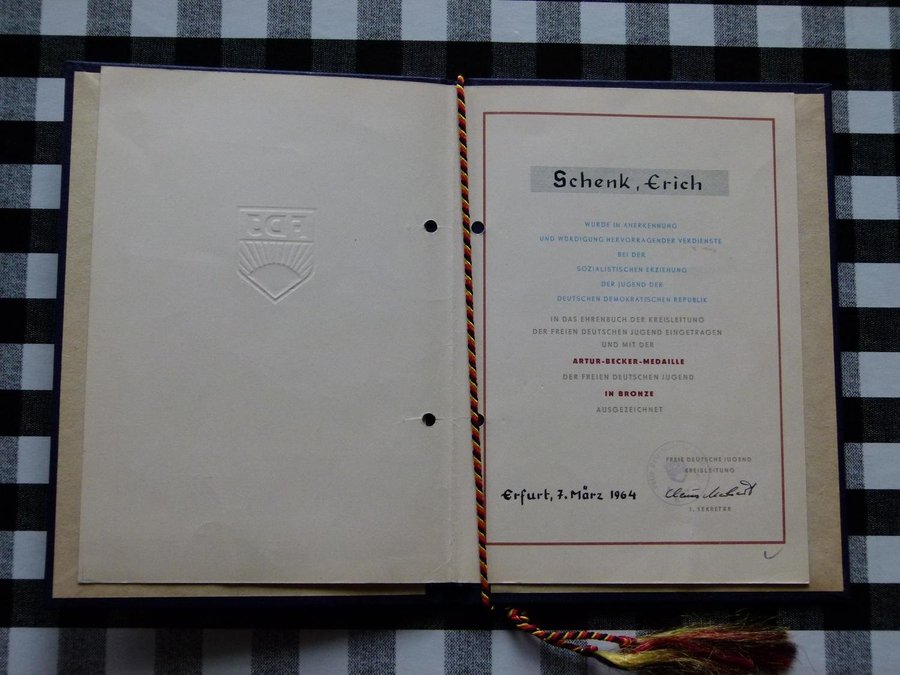 FDJ
Schenk, Erich
WURDE IN ANERKENNUNG
UND WÜRDIGUNG HERVORRAGENDER VERDIENSTE
BEI DER
SOZIALISTISCHEN ERZIEHUNG
DER JUGEND DER
DEUTSCHEN DEMOKRATISCHEN REPUBLIK
IN DAS EHRENBUCH DER KREISLEITUNG
DER FREIEN DEUTSCHEN JUGEND EINGETRAGEN
UND MIT DER
ARTUR-BECKER-MEDAILLE
DER FREIEN DEUTSCHEN JUGEND
IN BRONZE
AUSGEZEICHNET
FREIE DEUTSCHE JUGEND
KREISLEITUNG
Erfurt, 7. März 1964
1. SEKRETÄR